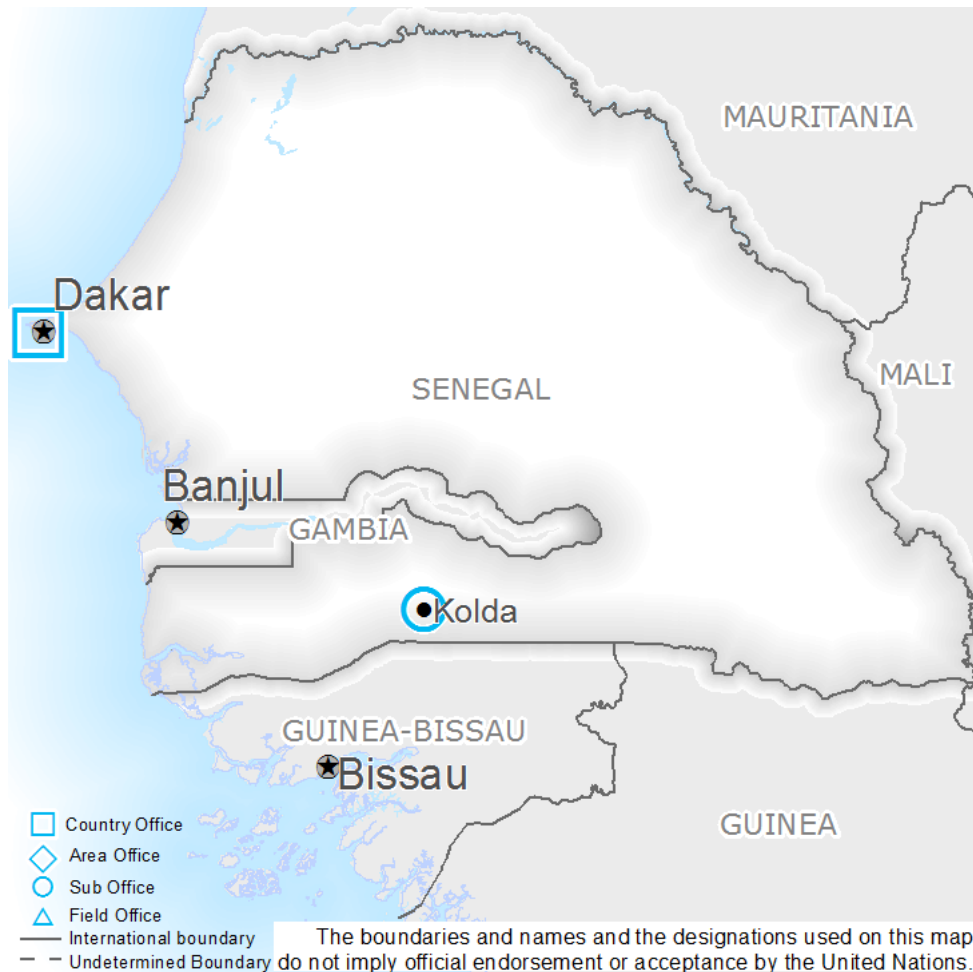 MAURITANIA
Dakar
MALI
SENEGAL
Banjul
GAMBIA
Kolda
GUINEA-BISSAU
Bissau
GUINEA
Country Office
Area Office
Sub Office
Field Office
International boundary
Undetermined Boundary
The boundaries and names and the designations used on this map
do not imply official endorsement or acceptance by the United Nations.